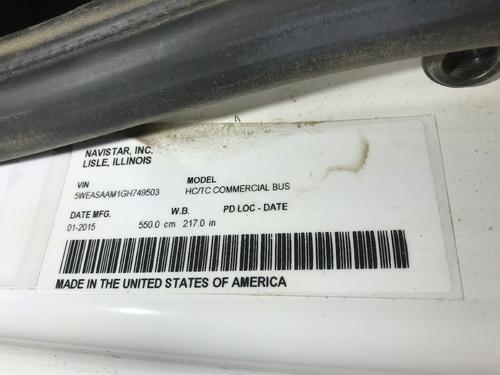 NAVISTAR, INC.
LISLE, ILLINOIS
VIN MODEL
5WEASAAM1GH749503 HC/TC COMMERCIAL BUS
DATE MFG. W.B. PD LOC - DATE
01-2015 550.0 cm 217.0 in
MADE IN THE UNITED STATES OF AMERICA